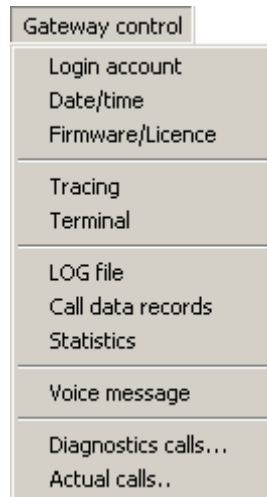 Gateway control
Login account
Date/time
Firmware/Licence
Tracing
Terminal
LOG file
Call data records
Statistics
Voice message
Diagnostics calls...
Actual calls..